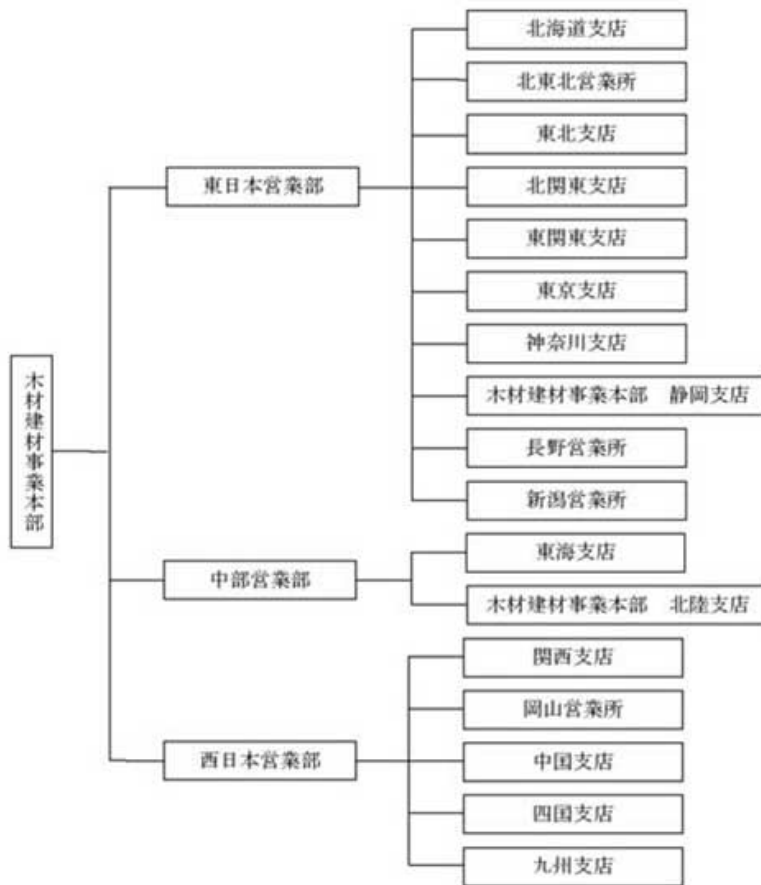 木材建材事業本部
東日本営業部
北海道支店
北東北営業所
東北支店
北関東支店
東関東支店
東京支店
神奈川支店
木材建材事業本部　静岡支店
長野営業所
新潟営業所
中部営業部
東海支店
木材建材事業本部　北陸支店
西日本営業部
関西支店
岡山営業所
中国支店
四国支店
九州支店